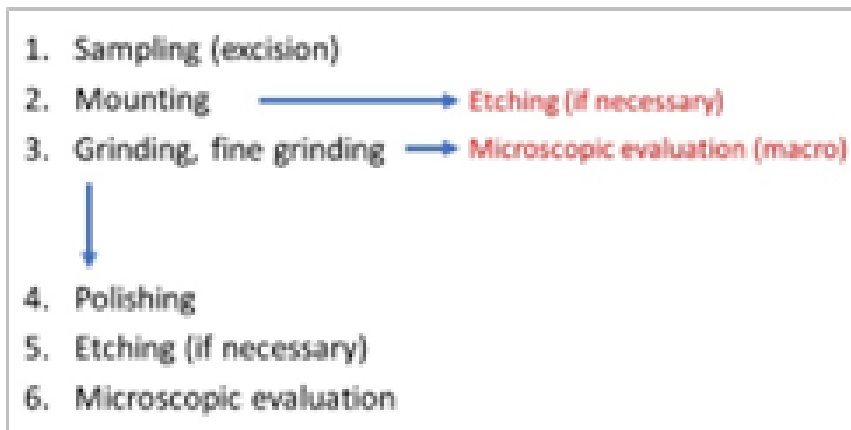 1. Sampling (excision)
2. Mounting Etching (if necessary)
3. Grinding, fine grinding Microscopic evaluation (macro)
4. Polishing
5. Etching (if necessary)
6. Microscopic evaluation